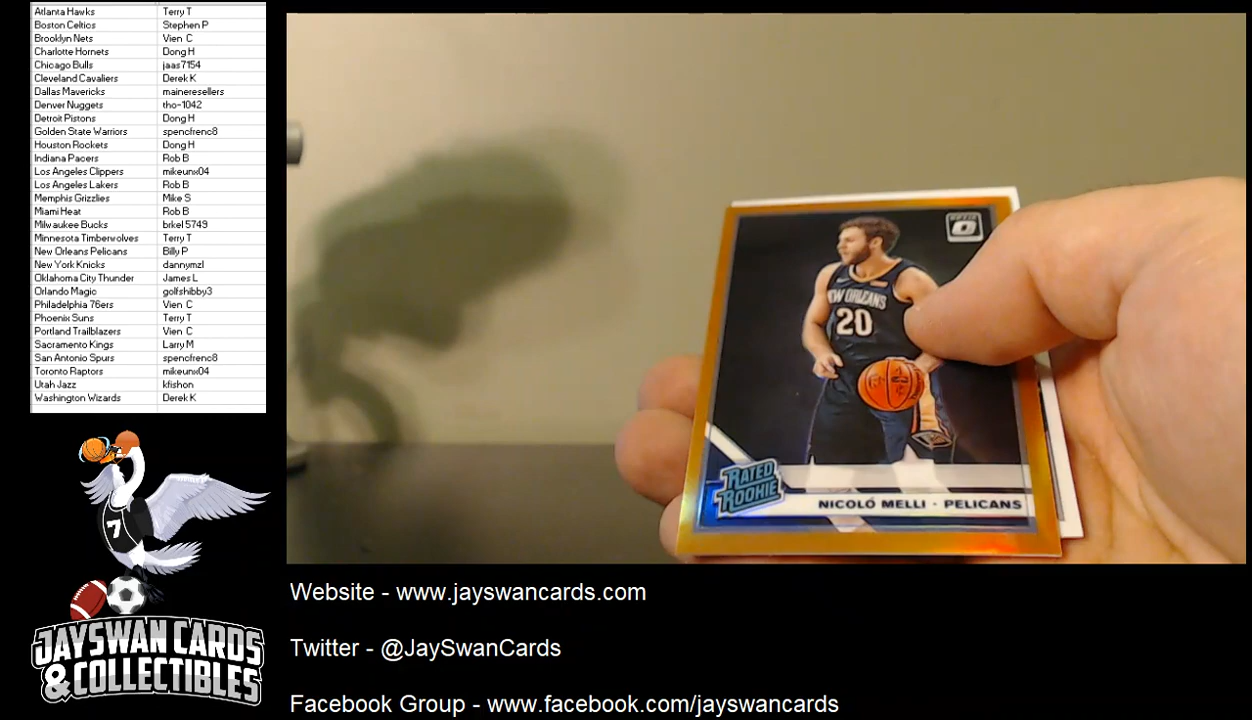 Atlanta Hawks Terry T
Boston Celtics Stephen P
Brooklyn Nets Vien C
Charlotte Hornets Dong H
Chicago Bulls jaas7154
Cleveland Cavaliers Derek K
Dallas Mavericks maineresellers
Denver Nuggets tho-1042
Detroit Pistons Dong H
Golden State Warriors spencfrenc8
Houston Rockets Dong H
Indiana Pacers Rob B
Los Angeles Clippers mikeunx04
Los Angeles Lakers Rob B
Memphis Grizzlies Mike S
Miami Heat Rob B
Milwaukee Bucks brkel5749
Minnesota Timberwolves Terry T
New Orleans Pelicans Billy P
New York Knicks dannymzl
Oklahoma City Thunder James L
Orlando Magic golfshibby3
Philadelphia 76ers Vien C
Phoenix Suns Terry T
Portland Trailblazers Vien C
Sacramento Kings Larry M
San Antonio Spurs spencfrenc8
Toronto Raptors mikeunx04
Utah Jazz kfishon
Washington Wizards Derek K
7
JAYSWAN CARDS
& COLLECTIBLES
NEW ORLEANS
20
RATED
ROOKIE
NICOLÓ MELLI · PELICANS
Website - www.jayswancards.com
Twitter - @JaySwanCards
Facebook Group - www.facebook.com/jayswancards